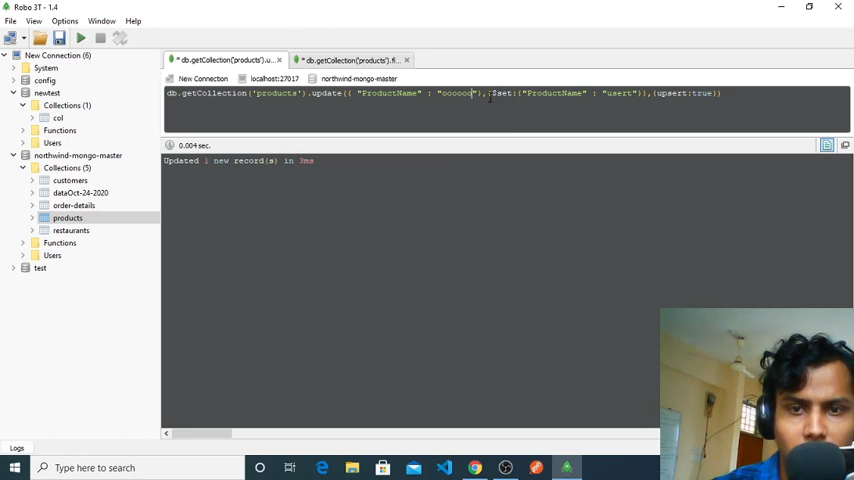 Robo 3T - 1.4
File View Options Window Help
New Connection (6)
System
config
newtest
Collections (1)
col
Functions
Users
northwind-mongo-master
Collections (5)
customers
dataOct-24-2020
order-details
products
restaurants
Functions
Users
test
* db.getCollection('products').u... * db.getCollection('products').fi...
New Connection localhost:27017 northwind-mongo-master
db.getCollection('products').update({ "ProductName" : "oooooo"},{$set:{"ProductName" : "usert"}},{upsert:true})
0.004 sec.
Updated 1 new record(s) in 3ms
Logs
Type here to search